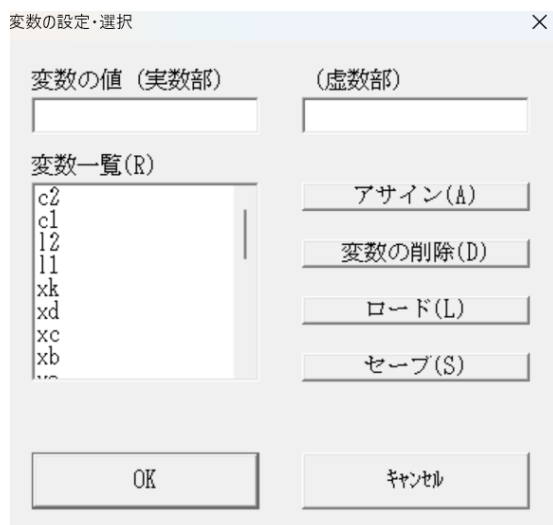 変数の設定・選択
変数の値 (実数部)
(虚数部)
変数一覧(R)
c2
c1
l2
l1
xk
xd
xc
xb
アサイン(A)
変数の削除(D)
ロード(L)
セーブ(S)
OK
ｷｬﾝｾﾙ